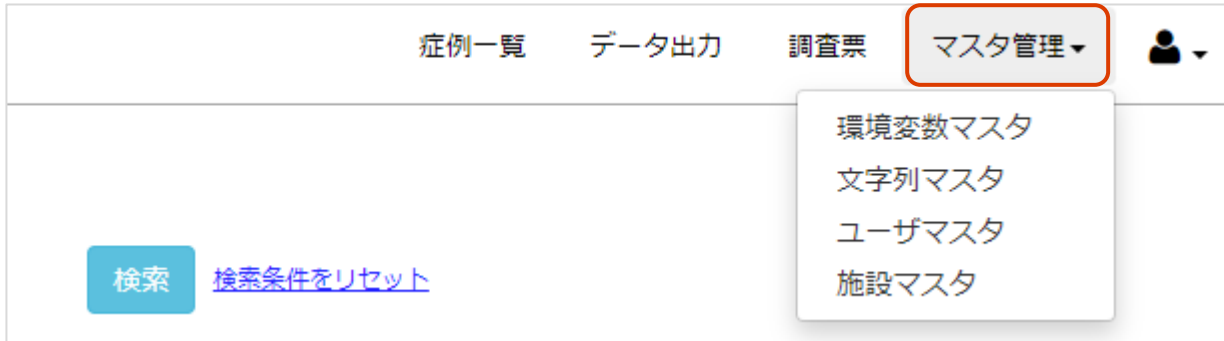 症例一覧 データ出力 調査票 マスタ管理
環境変数マスタ
文字列マスタ
ユーザマスタ
施設マスタ
検索 検索条件をリセット